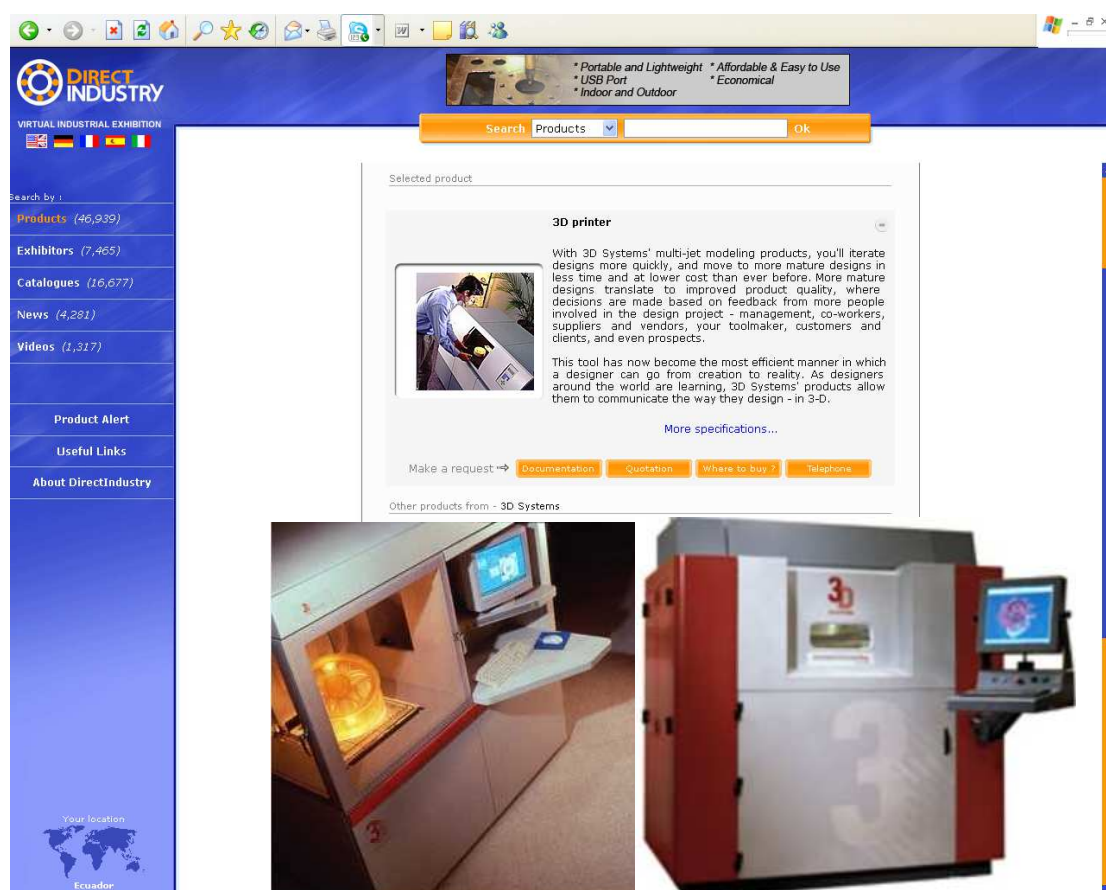 * Portable and Lightweight * Affordable & Easy to Use
* USB Port * Economical
* Indoor and Outdoor
DIRECT
INDUSTRY
VIRTUAL INDUSTRIAL EXHIBITION
Search Products Ok
Search by :
Products (46,939)
Exhibitors (7,465)
Catalogues (16,677)
News (4,281)
Videos (1,317)
Product Alert
Useful Links
About DirectIndustry
Your location
Ecuador
Selected product
3D printer
With 3D Systems' multi-jet modeling products, you'll iterate
designs more quickly, and move to more mature designs in
less time and at lower cost than ever before. More mature
designs translate to improved product quality, where
decisions are made based on feedback from more people
involved in the design project - management, co-workers,
suppliers and vendors, your toolmaker, customers and
clients, and even prospects.
This tool has now become the most efficient manner in which
a designer can go from creation to reality. As designers
around the world are learning, 3D Systems' products allow
them to communicate the way they design - in 3-D.
More specifications...
Make a request Documentation Quotation Where to buy ? Telephone
Other products from - 3D Systems
3D
3D
3D
3